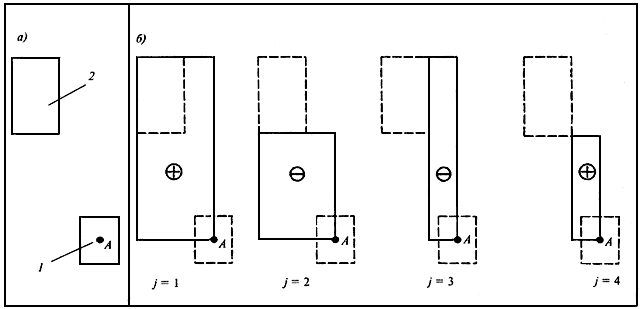 а)
2
A
1
б)
⊕
A
j = 1
⊖
A
j = 2
⊖
A
j = 3
⊕
A
j = 4